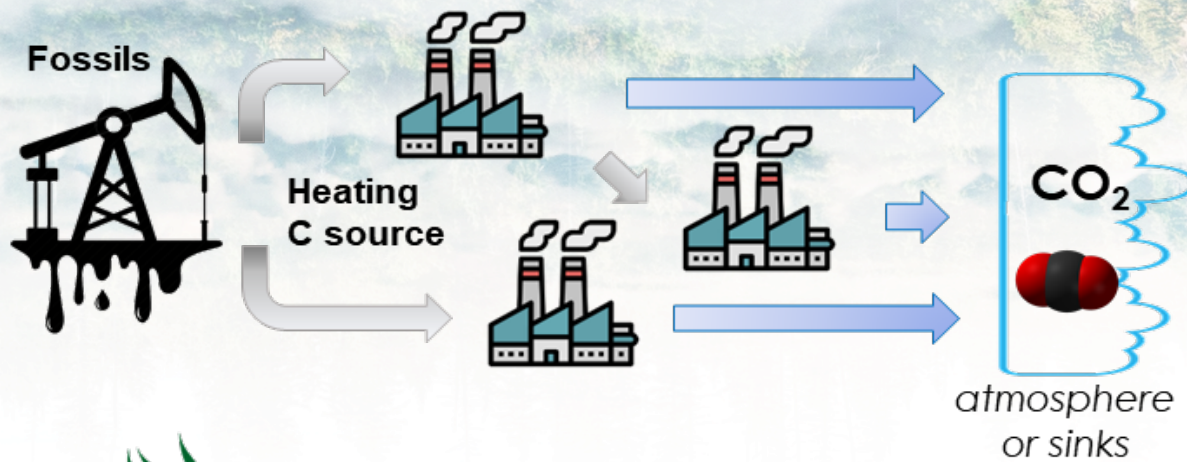 Fossils
Heating
C source
CO₂
atmosphere
or sinks